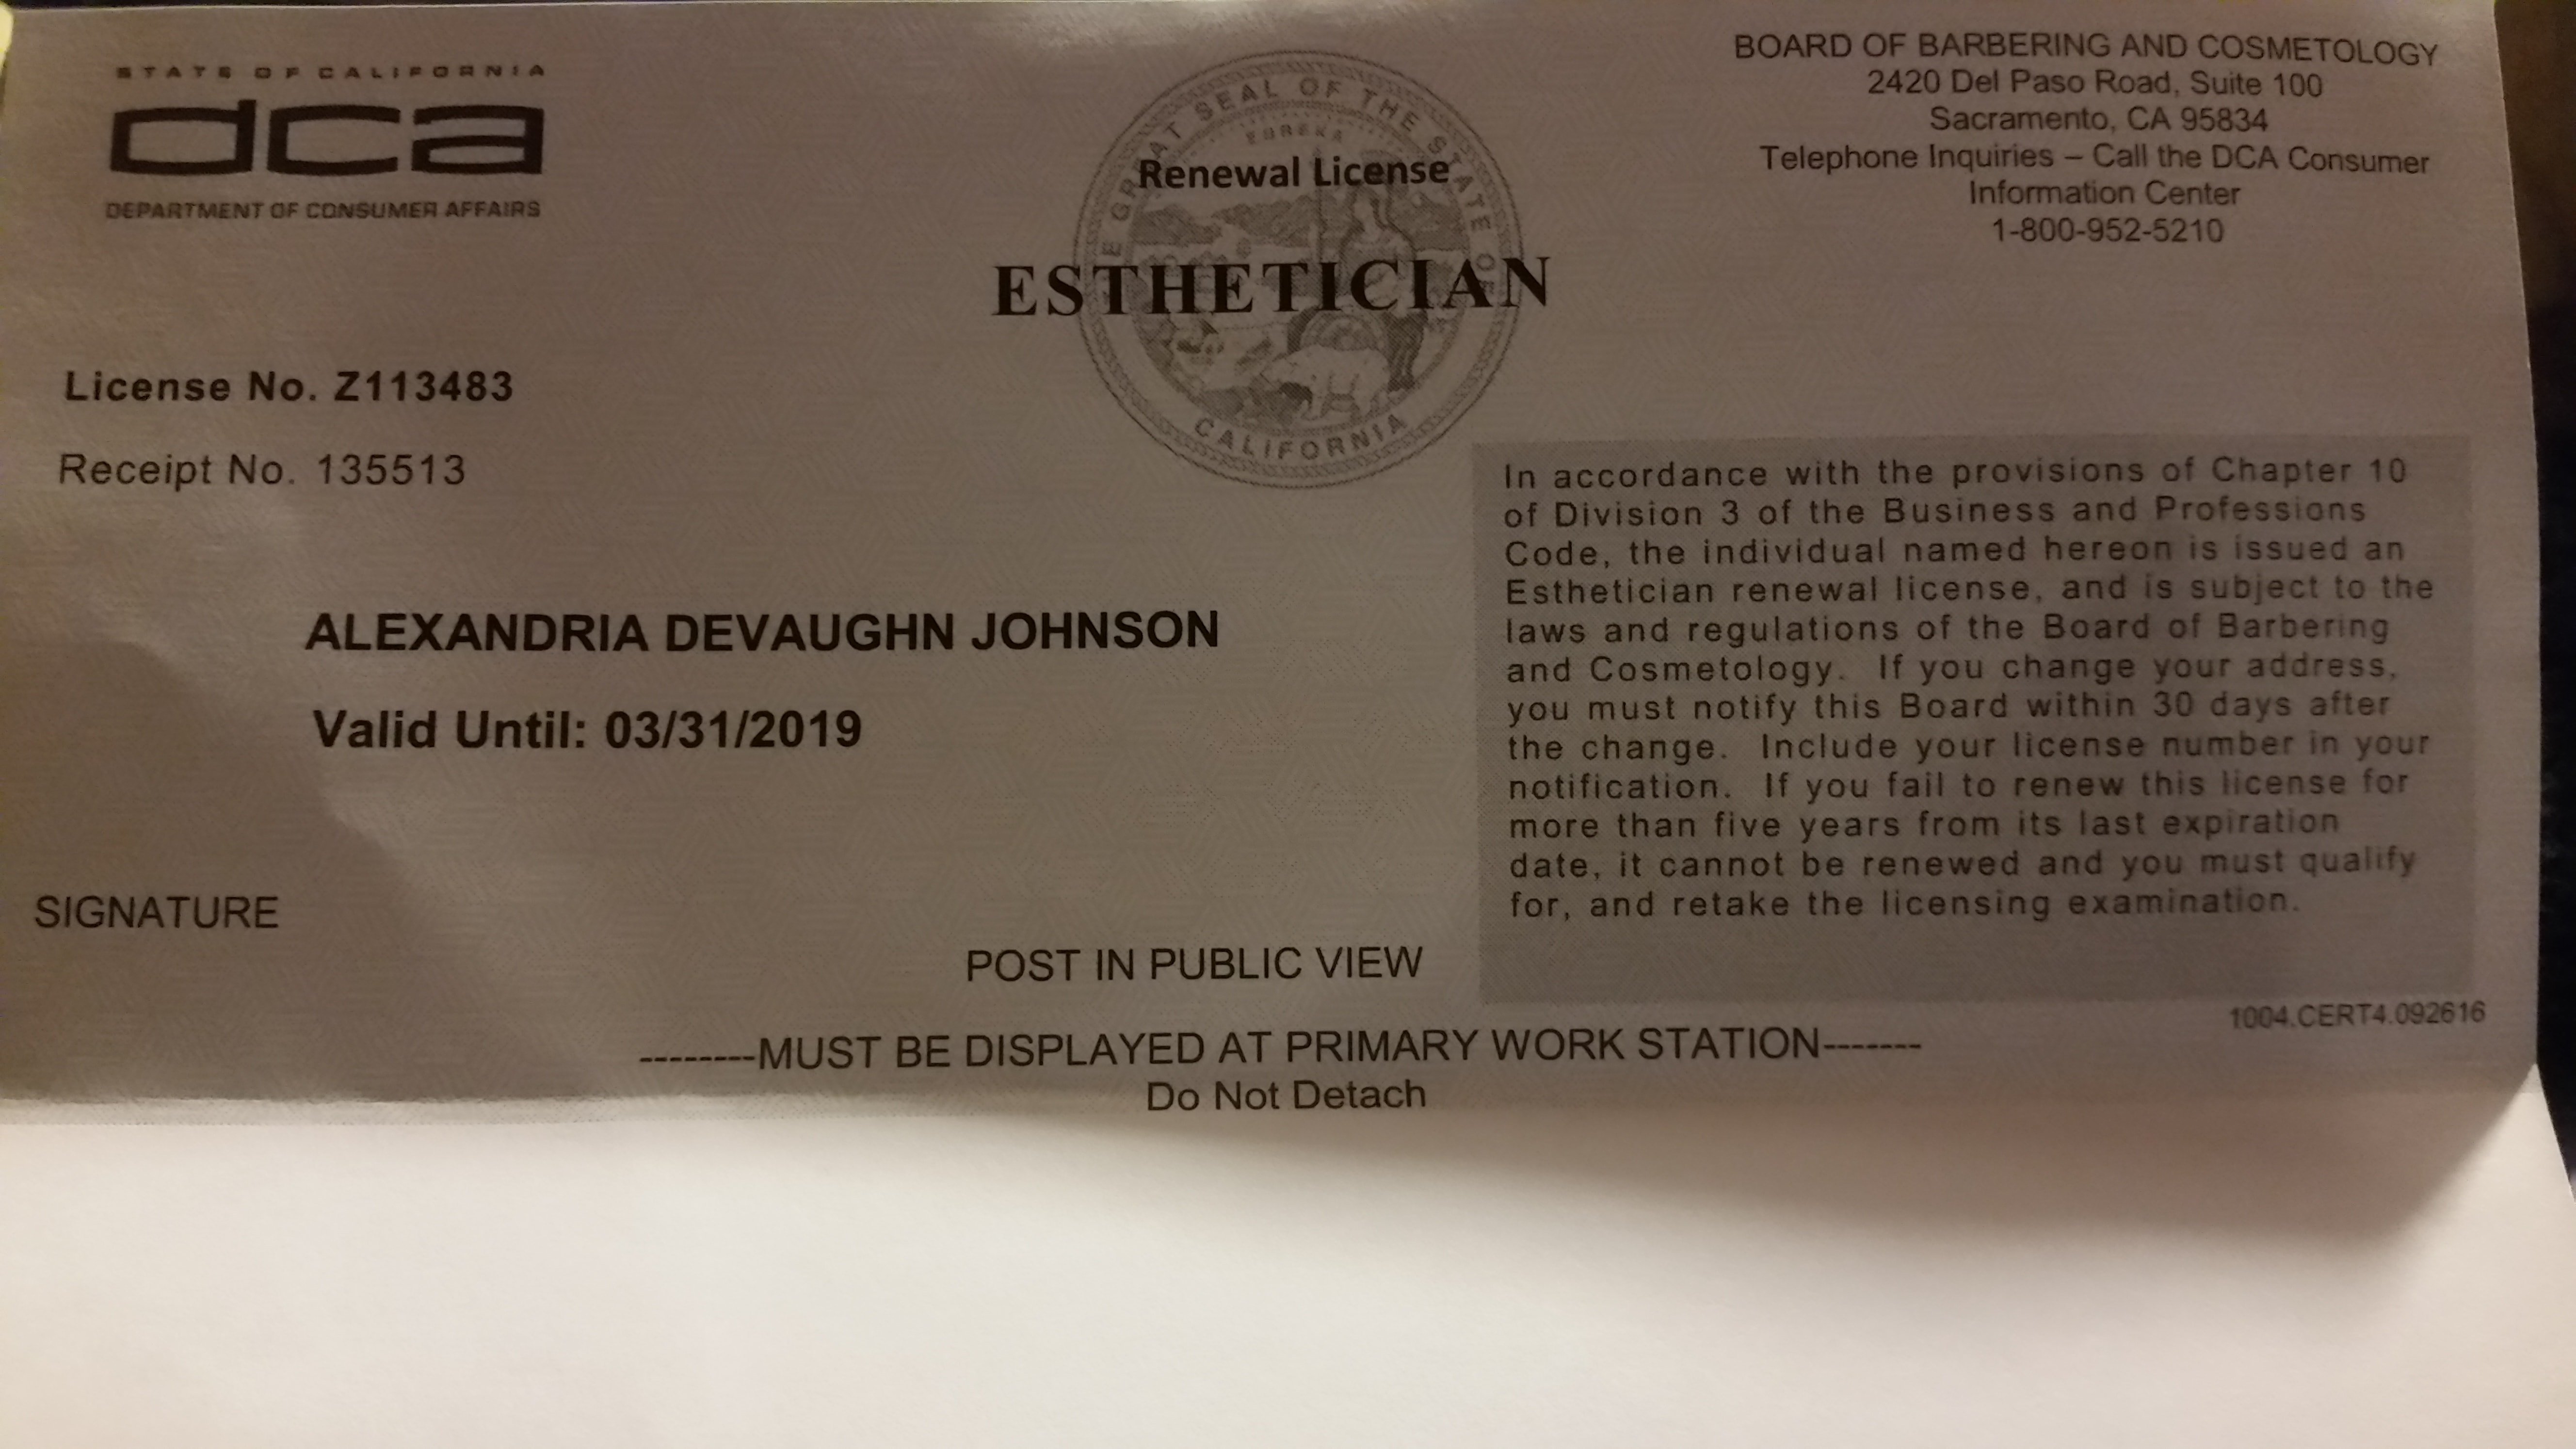 STATE OF CALIFORNIA
dca
DEPARTMENT OF CONSUMER AFFAIRS
THE GREAT SEAL OF THE STATE OF CALIFORNIA
EUREKA
Renewal License
ESTHETICIAN
BOARD OF BARBERING AND COSMETOLOGY
2420 Del Paso Road, Suite 100
Sacramento, CA 95834
Telephone Inquiries – Call the DCA Consumer
Information Center
1-800-952-5210
License No. Z113483
Receipt No. 135513
ALEXANDRIA DEVAUGHN JOHNSON
Valid Until: 03/31/2019
In accordance with the provisions of Chapter 10
of Division 3 of the Business and Professions
Code, the individual named hereon is issued an
Esthetician renewal license, and is subject to the
laws and regulations of the Board of Barbering
and Cosmetology. If you change your address,
you must notify this Board within 30 days after
the change. Include your license number in your
notification. If you fail to renew this license for
more than five years from its last expiration
date, it cannot be renewed and you must qualify
for, and retake the licensing examination.
SIGNATURE
POST IN PUBLIC VIEW
1004.CERT4.092616
--------MUST BE DISPLAYED AT PRIMARY WORK STATION-------
Do Not Detach